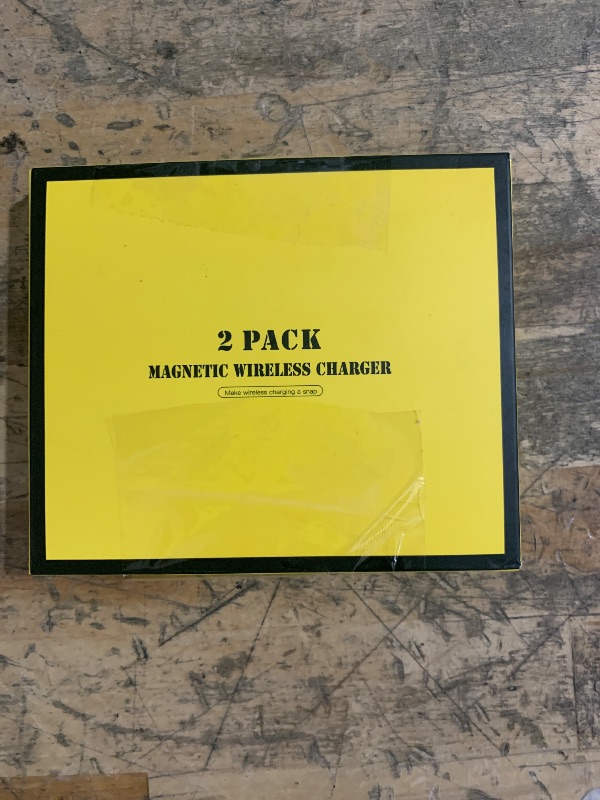 2 PACK
MAGNETIC WIRELESS CHARGER
Make wireless charging a snap